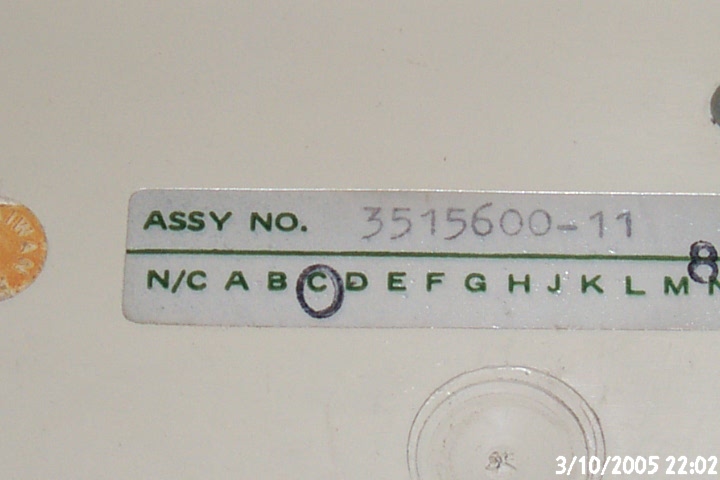 ASSY NO. 3515600-11
8
N/C A B C D E F G H J K L M N
3/10/2005 22:02